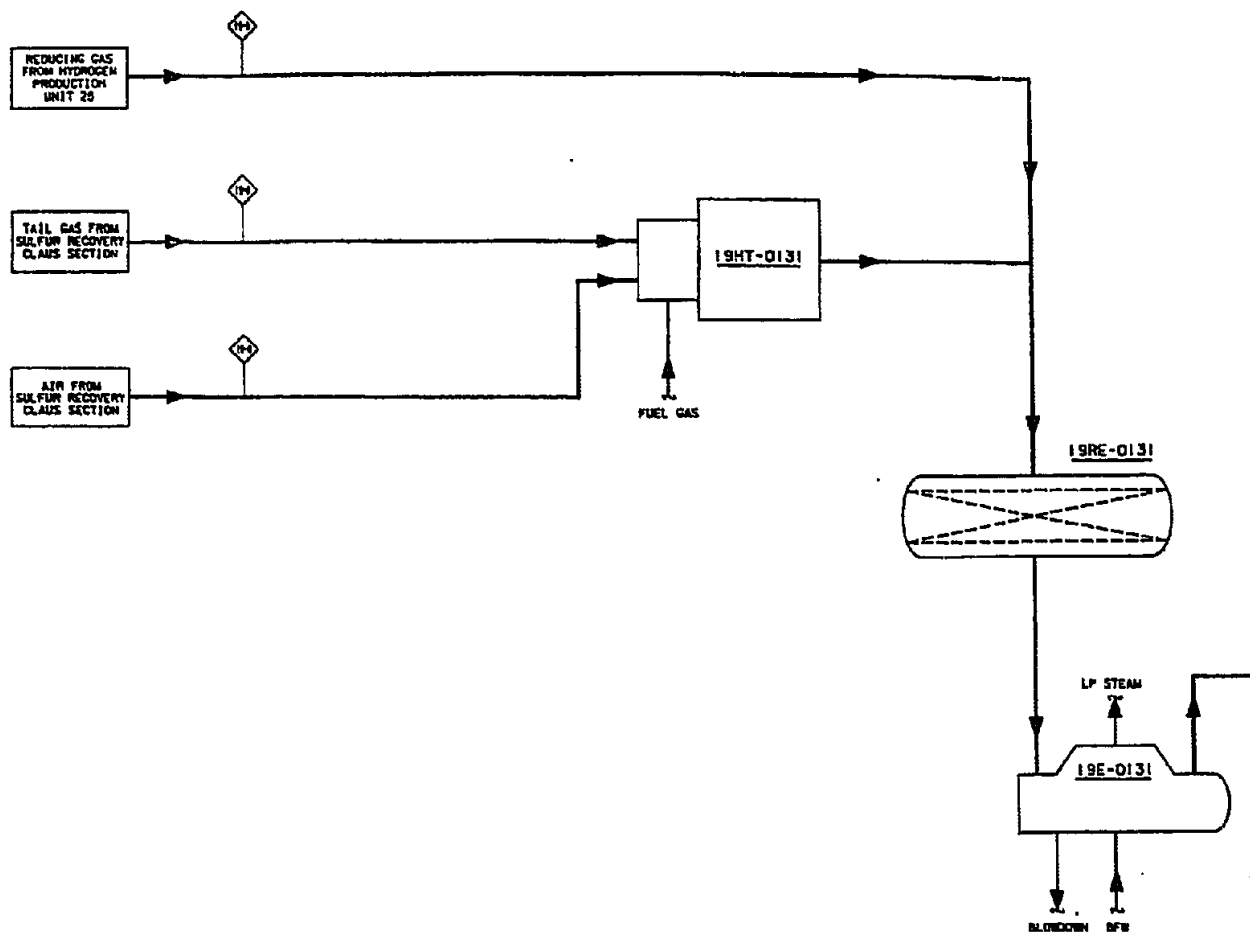 REDUCING GAS
FROM HYDROGEN
PRODUCTION
UNIT 25
TAIL GAS FROM
SULFUR RECOVERY
CLAUS SECTION
19HT-0131
AIR FROM
SULFUR RECOVERY
CLAUS SECTION
FUEL GAS
19RE-0131
LP STEAM
19E-0131
BLOWDOWN
BFW